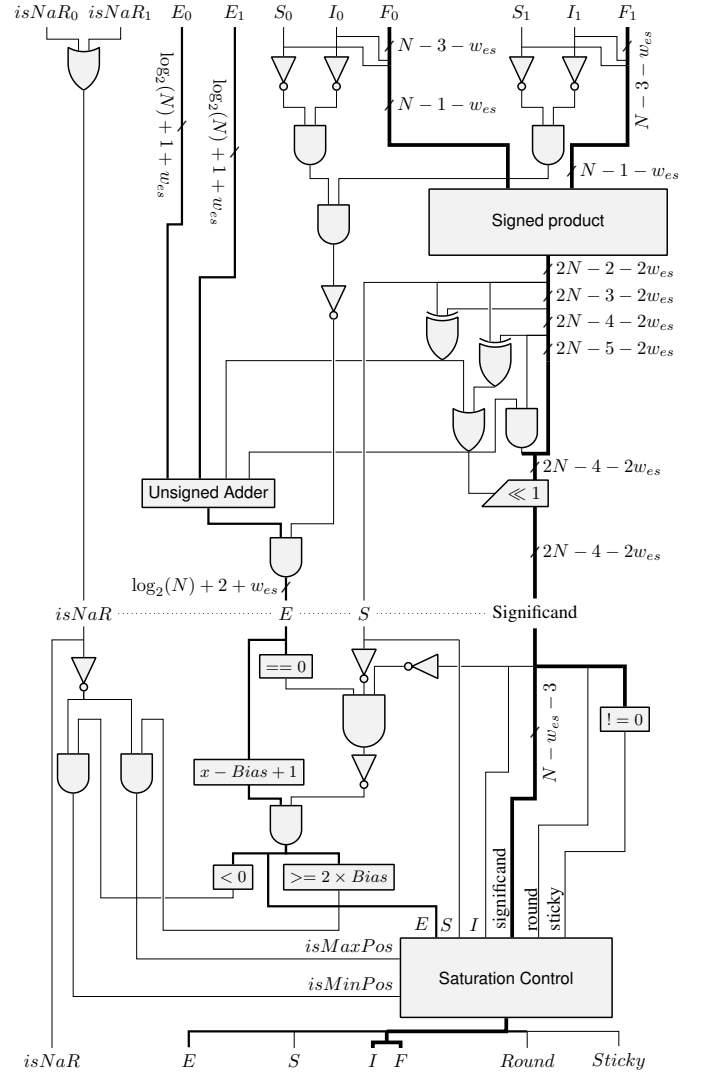 isNaR₀ isNaR₁ E₀ E₁ S₀ I₀ F₀ S₁ I₁ F₁
N − 3 − w_es
N − 3 − w_es
log₂(N) + 1 + w_es
log₂(N) + 1 + w_es
N − 1 − w_es
N − 1 − w_es
Signed product
2N − 2 − 2w_es
2N − 3 − 2w_es
2N − 4 − 2w_es
2N − 5 − 2w_es
2N − 4 − 2w_es
Unsigned Adder
≪ 1
2N − 4 − 2w_es
log₂(N) + 2 + w_es
isNaR E S Significand
== 0
N − w_es − 3
! = 0
x − Bias + 1
< 0
>= 2 × Bias
E S I significand round sticky
isMaxPos
isMinPos
Saturation Control
isNaR E S I F Round Sticky